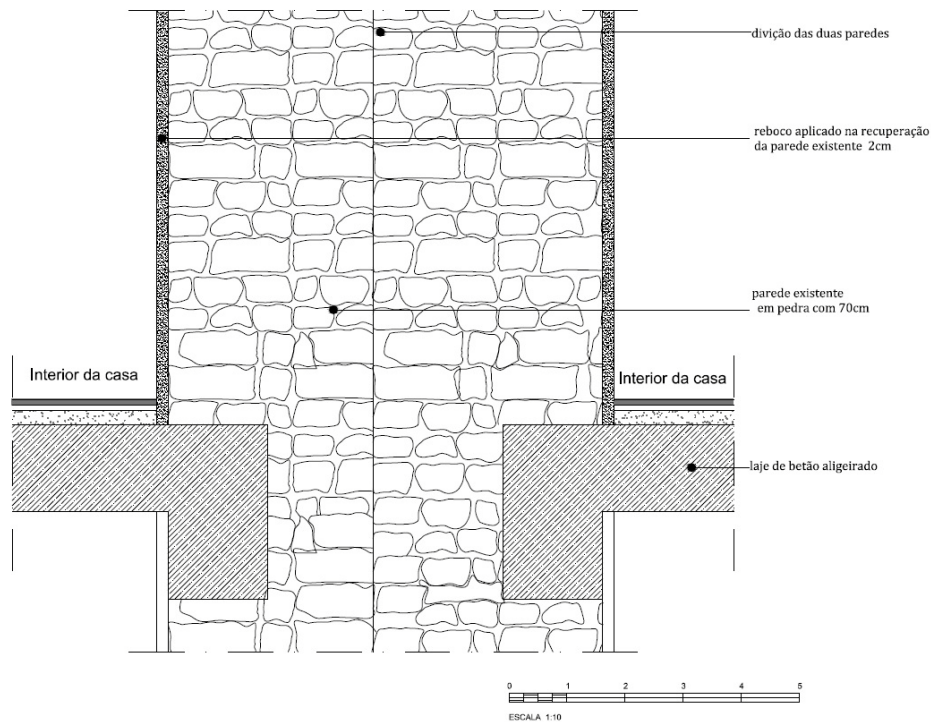 divição das duas paredes
reboco aplicado na recuperação
da parede existente 2cm
parede existente
em pedra com 70cm
Interior da casa
Interior da casa
laje de betão aligeirado
0 1 2 3 4 5
ESCALA 1:10